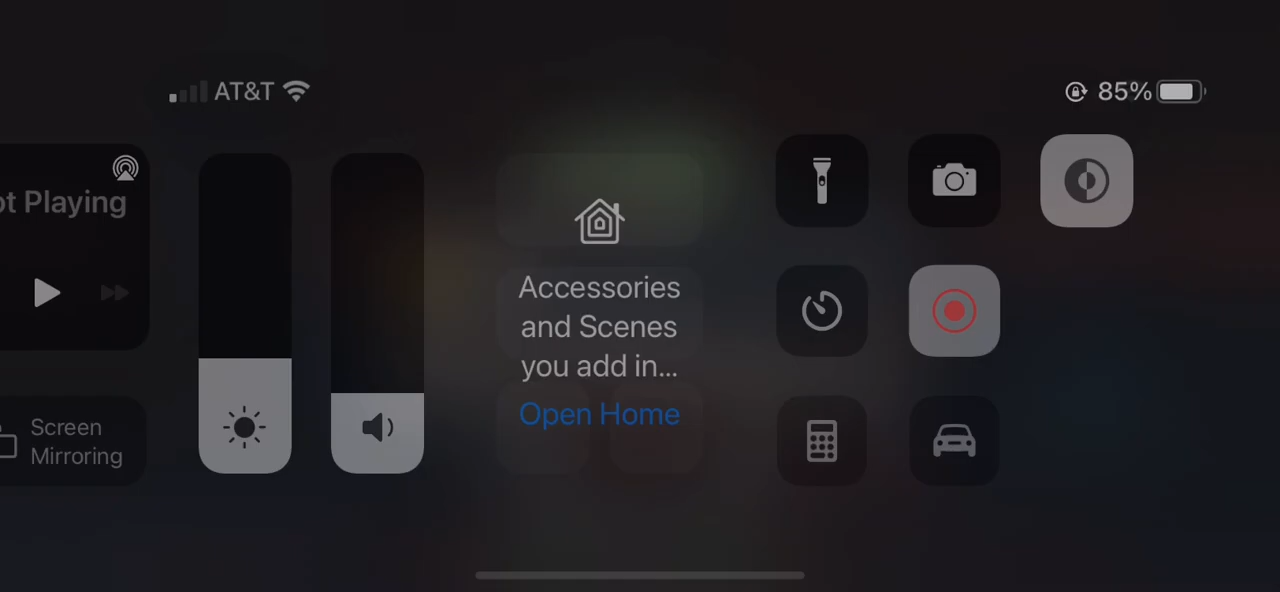 AT&T
85%
ot Playing
Accessories
and Scenes
you add in...
Open Home
Screen
Mirroring